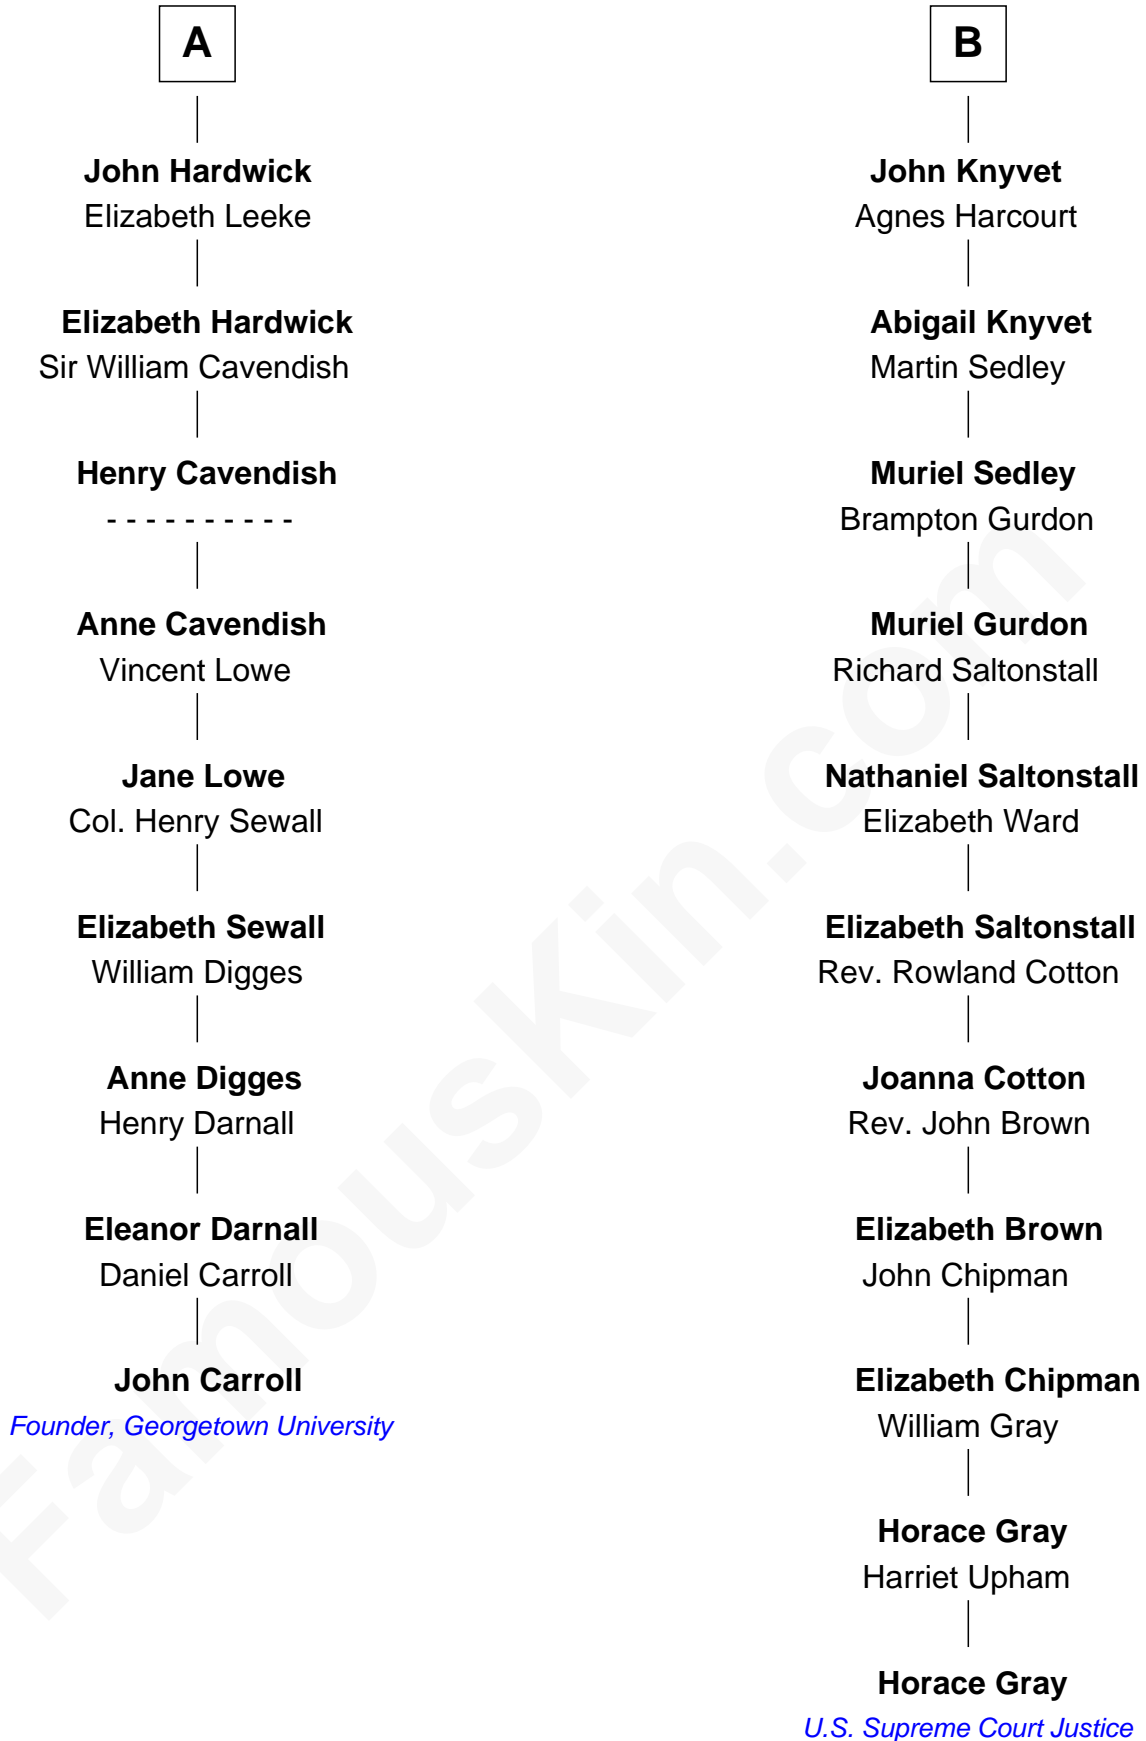 A
John Hardwick
Elizabeth Leeke
Elizabeth Hardwick
Sir William Cavendish
Henry Cavendish
- - - - - - - - - -
Anne Cavendish
Vincent Lowe
Jane Lowe
Col. Henry Sewall
Elizabeth Sewall
William Digges
Anne Digges
Henry Darnall
Eleanor Darnall
Daniel Carroll
John Carroll
Founder, Georgetown University
B
John Knyvet
Agnes Harcourt
Abigail Knyvet
Martin Sedley
Muriel Sedley
Brampton Gurdon
Muriel Gurdon
Richard Saltonstall
Nathaniel Saltonstall
Elizabeth Ward
Elizabeth Saltonstall
Rev. Rowland Cotton
Joanna Cotton
Rev. John Brown
Elizabeth Brown
John Chipman
Elizabeth Chipman
William Gray
Horace Gray
Harriet Upham
Horace Gray
U.S. Supreme Court Justice
FamousKin.com